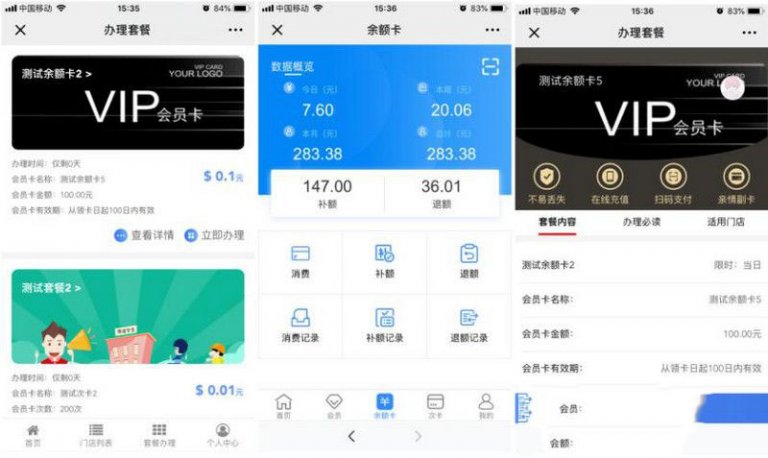 中国移动
15:35
84%
办理套餐
测试余额卡2 >
VIP CARD
YOUR LOGO
VIP会员卡
办理时间：仅剩0天
会员卡名称：测试余额卡5
$ 0.1元
会员卡金额：100.00元
会员卡有效期：从领卡日起100日内有效
查看详情 立即办理
测试套餐2 >
办理时间：仅剩0天
会员卡名称：测试次卡2
$ 0.01元
会员卡次数：200次
首页 门店列表 套餐办理 个人中心
中国移动
15:36
83%
余额卡
数据概览
今日（元） 本周（元）
7.60 20.06
本月（元） 总计（元）
283.38 283.38
147.00 36.01
补额 退额
消费 补额 退额
消费记录 补额记录 退额记录
首页 会员 余额卡 次卡 我的
中国移动
15:36
83%
办理套餐
测试余额卡5
YOUR L
VIP会员卡
不易丢失 在线充值 扫码支付 亲情副卡
套餐内容 办理必读 适用门店
测试余额卡2 限时：当日
会员卡名称： 测试余额卡5
会员卡金额： 100.00元
会员卡有效期： 从领卡日起100日内有效
会员：
会额：